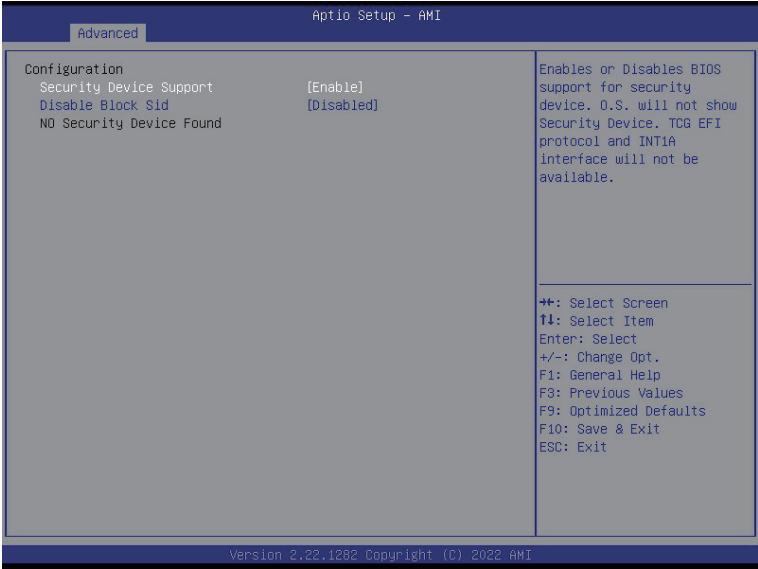 Aptio Setup – AMI
Advanced
Configuration
Security Device Support [Enable]
Disable Block Sid [Disabled]
NO Security Device Found
Enables or Disables BIOS
support for security
device. O.S. will not show
Security Device. TCG EFI
protocol and INT1A
interface will not be
available.
→←: Select Screen
↑↓: Select Item
Enter: Select
+/-: Change Opt.
F1: General Help
F3: Previous Values
F9: Optimized Defaults
F10: Save & Exit
ESC: Exit
Version 2.22.1282 Copyright (C) 2022 AMI